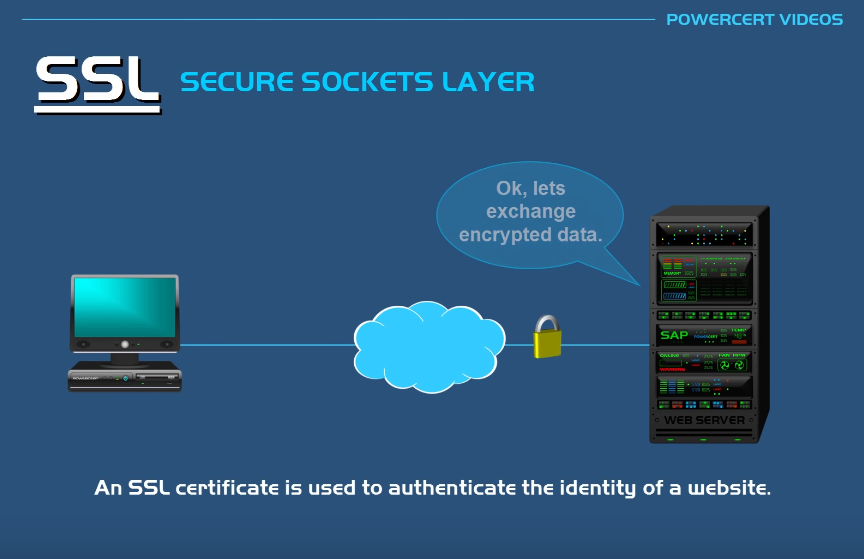 POWERCERT VIDEOS
SSL SECURE SOCKETS LAYER
Ok, lets
exchange
encrypted data.
SAP
WEB SERVER
An SSL certificate is used to authenticate the identity of a website.